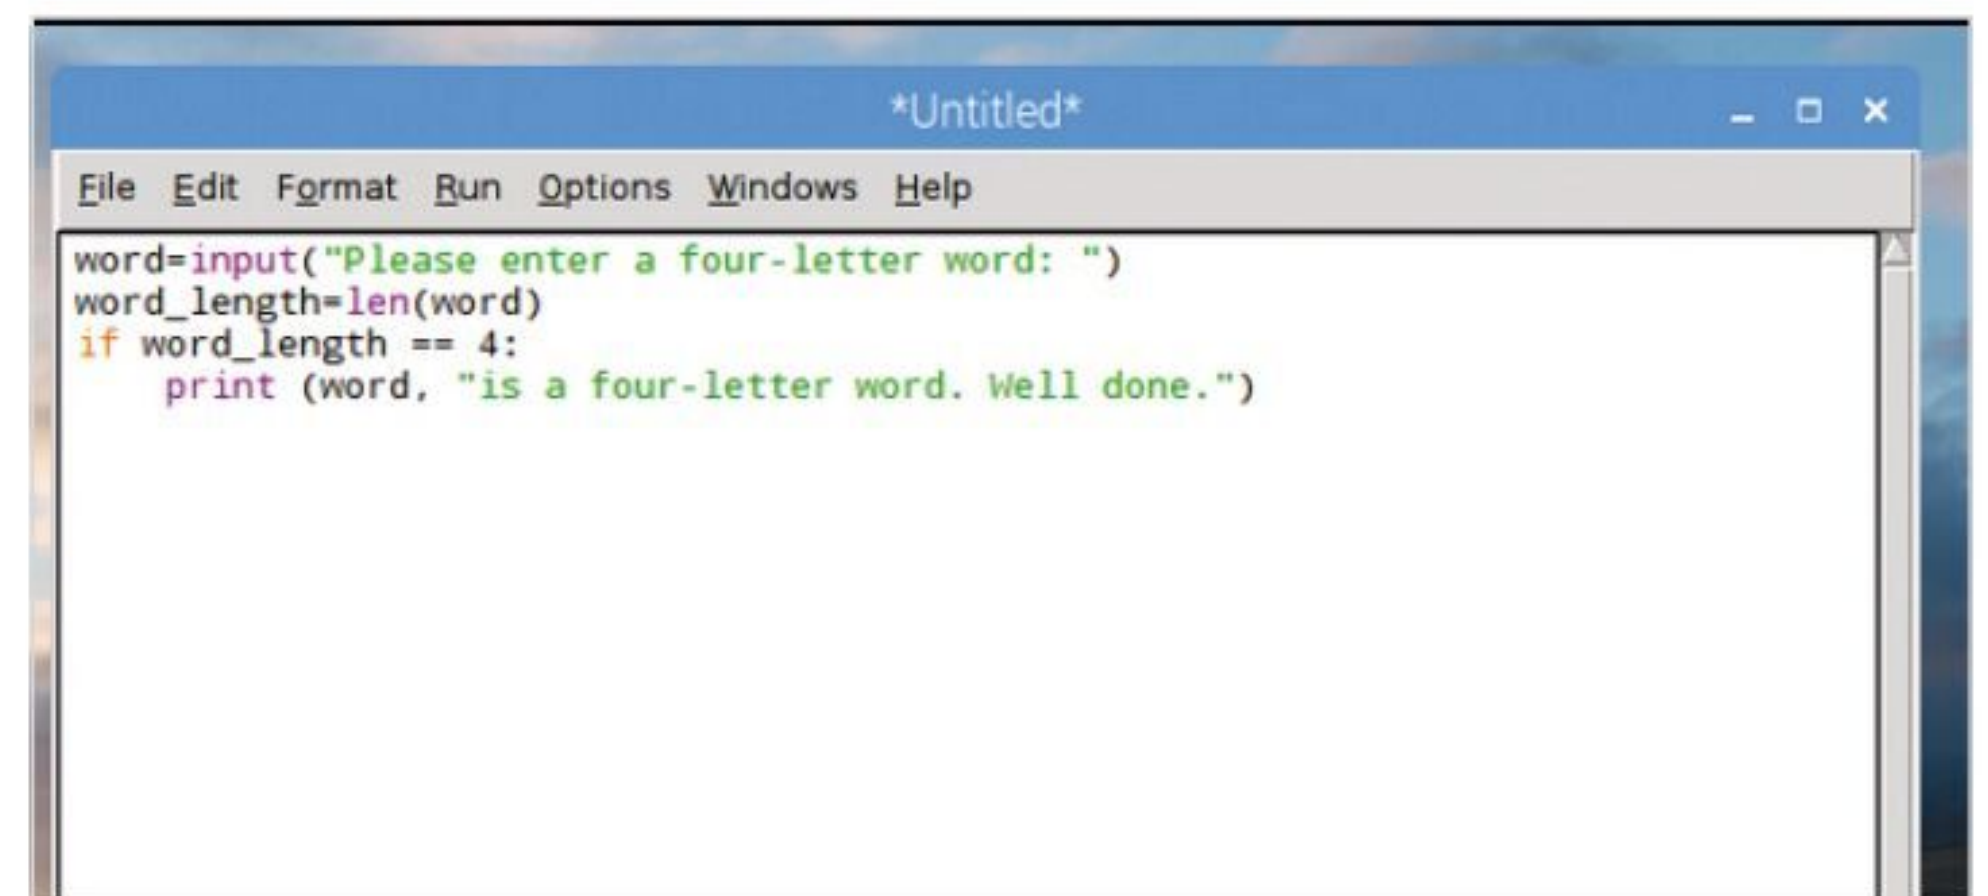 *Untitled*
File Edit Format Run Options Windows Help
word=input("Please enter a four-letter word: ")
word_length=len(word)
if word_length == 4:
    print (word, "is a four-letter word. Well done.")